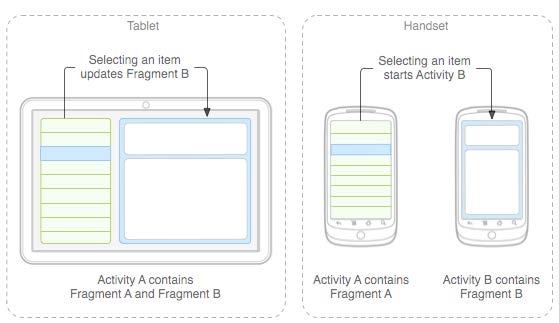 Tablet
Selecting an item
updates Fragment B
Activity A contains
Fragment A and Fragment B
Handset
Selecting an item
starts Activity B
Activity A contains
Fragment A
Activity B contains
Fragment B